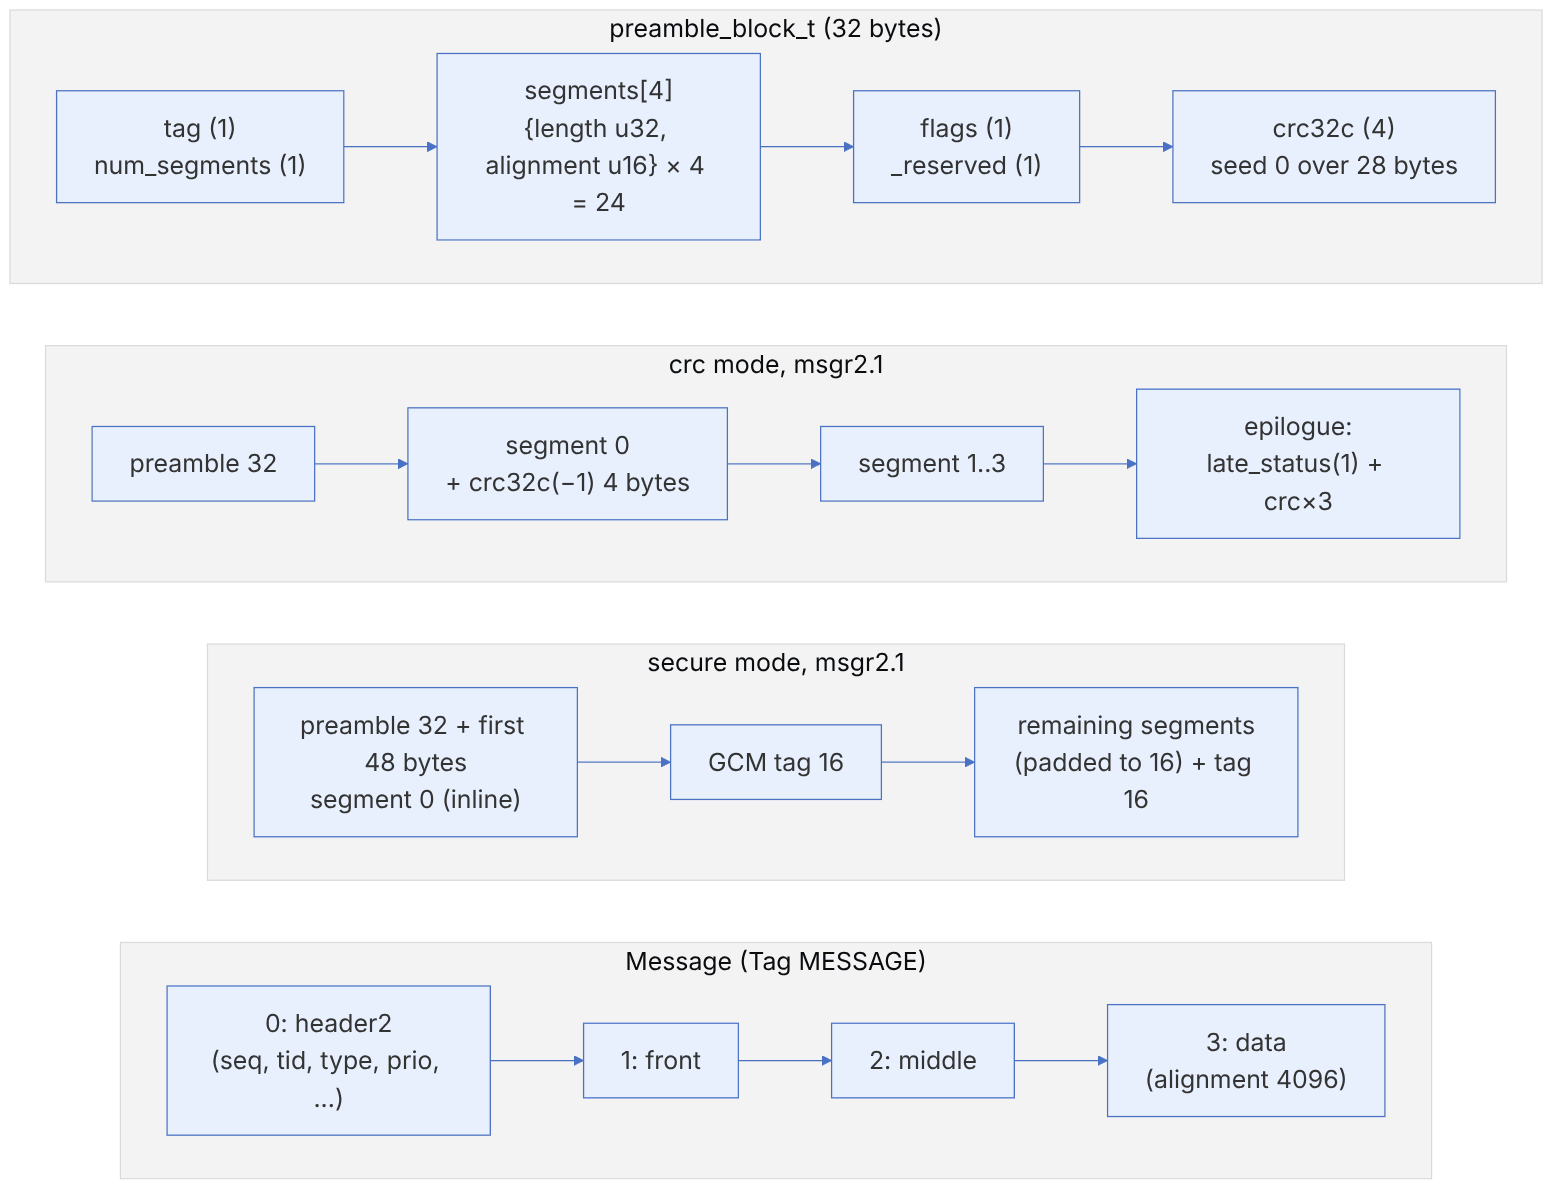 preamble_block_t (32 bytes)
tag (1)
num_segments (1)
segments[4]
{length u32,
alignment u16} × 4
= 24
flags (1)
_reserved (1)
crc32c (4)
seed 0 over 28 bytes
crc mode, msgr2.1
preamble 32
segment 0
+ crc32c(−1) 4 bytes
segment 1..3
epilogue:
late_status(1) +
crc×3
secure mode, msgr2.1
preamble 32 + first
48 bytes
segment 0 (inline)
GCM tag 16
remaining segments
(padded to 16) + tag
16
Message (Tag MESSAGE)
0: header2
(seq, tid, type, prio,
...)
1: front
2: middle
3: data
(alignment 4096)